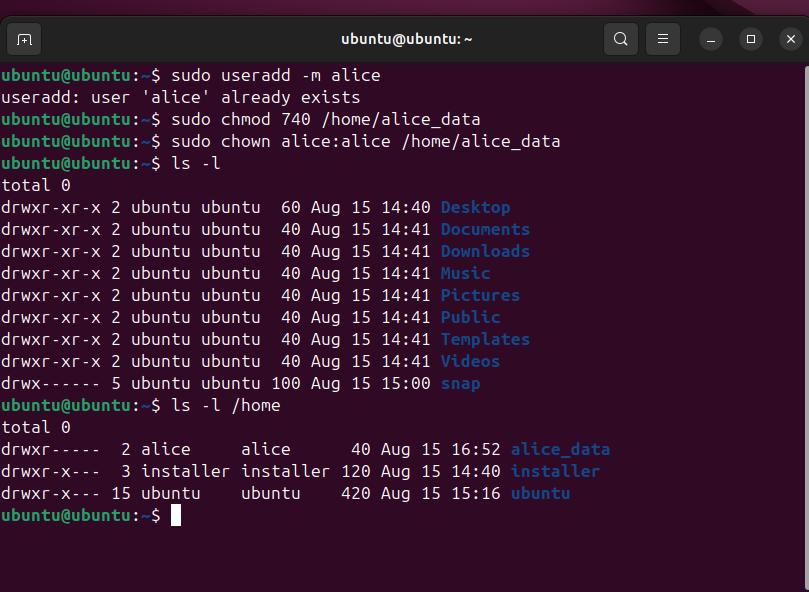 ubuntu@ubuntu: ~
ubuntu@ubuntu:~$ sudo useradd -m alice
useradd: user 'alice' already exists
ubuntu@ubuntu:~$ sudo chmod 740 /home/alice_data
ubuntu@ubuntu:~$ sudo chown alice:alice /home/alice_data
ubuntu@ubuntu:~$ ls -l
total 0
drwxr-xr-x 2 ubuntu ubuntu  60 Aug 15 14:40 Desktop
drwxr-xr-x 2 ubuntu ubuntu  40 Aug 15 14:41 Documents
drwxr-xr-x 2 ubuntu ubuntu  40 Aug 15 14:41 Downloads
drwxr-xr-x 2 ubuntu ubuntu  40 Aug 15 14:41 Music
drwxr-xr-x 2 ubuntu ubuntu  40 Aug 15 14:41 Pictures
drwxr-xr-x 2 ubuntu ubuntu  40 Aug 15 14:41 Public
drwxr-xr-x 2 ubuntu ubuntu  40 Aug 15 14:41 Templates
drwxr-xr-x 2 ubuntu ubuntu  40 Aug 15 14:41 Videos
drwx------ 5 ubuntu ubuntu 100 Aug 15 15:00 snap
ubuntu@ubuntu:~$ ls -l /home
total 0
drwxr-----  2 alice     alice      40 Aug 15 16:52 alice_data
drwxr-x---  3 installer installer 120 Aug 15 14:40 installer
drwxr-x--- 15 ubuntu    ubuntu    420 Aug 15 15:16 ubuntu
ubuntu@ubuntu:~$